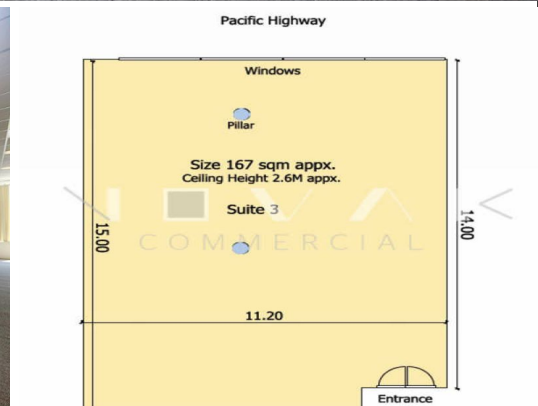 Pacific Highway
Windows
Pillar
Size 167 sqm appx.
Ceiling Height 2.6M appx.
Suite 3
COMMERCIAL
15.00
14.00
11.20
Entrance